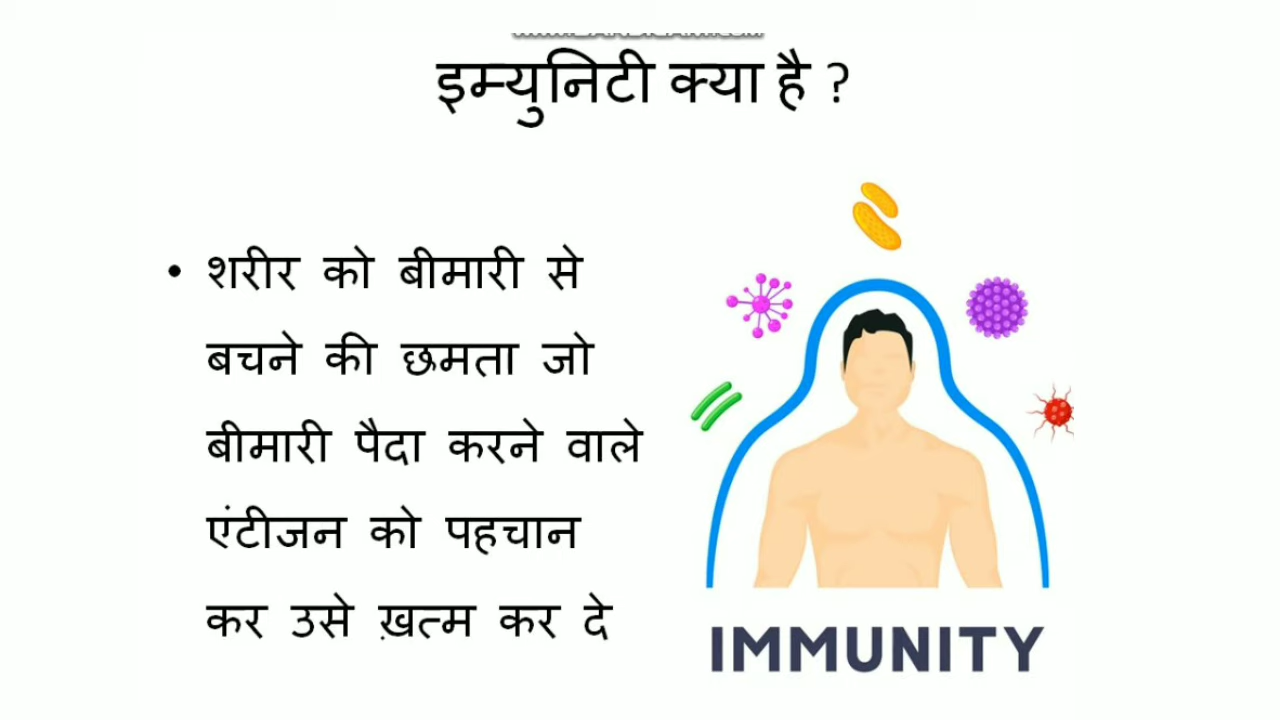 इम्युनिटी क्या है ?
• शरीर को बीमारी से
बचने की छमता जो
बीमारी पैदा करने वाले
एंटीजन को पहचान
कर उसे ख़त्म कर दे
IMMUNITY